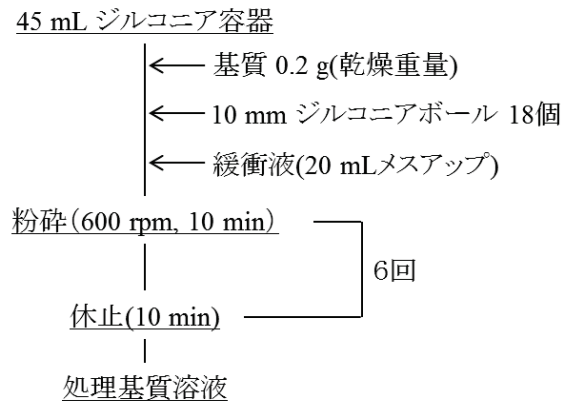 45 mL ジルコニア容器
基質 0.2 g(乾燥重量)
10 mm ジルコニアボール 18個
緩衝液(20 mLメスアップ)
粉砕(600 rpm, 10 min)
6回
休止(10 min)
処理基質溶液